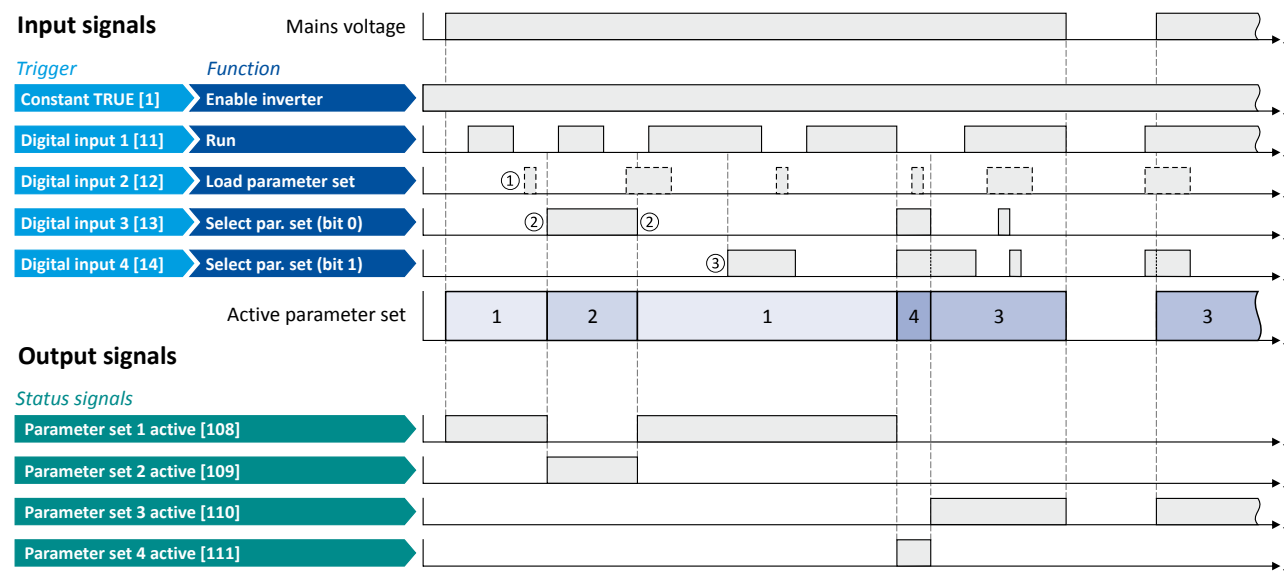 Input signals Mains voltage
Trigger Function
Constant TRUE [1] Enable inverter
Digital input 1 [11] Run
Digital input 2 [12] Load parameter set ①
Digital input 3 [13] Select par. set (bit 0) ② ②
Digital input 4 [14] Select par. set (bit 1) ③
Active parameter set 1 2 1 4 3 3
Output signals
Status signals
Parameter set 1 active [108]
Parameter set 2 active [109]
Parameter set 3 active [110]
Parameter set 4 active [111]